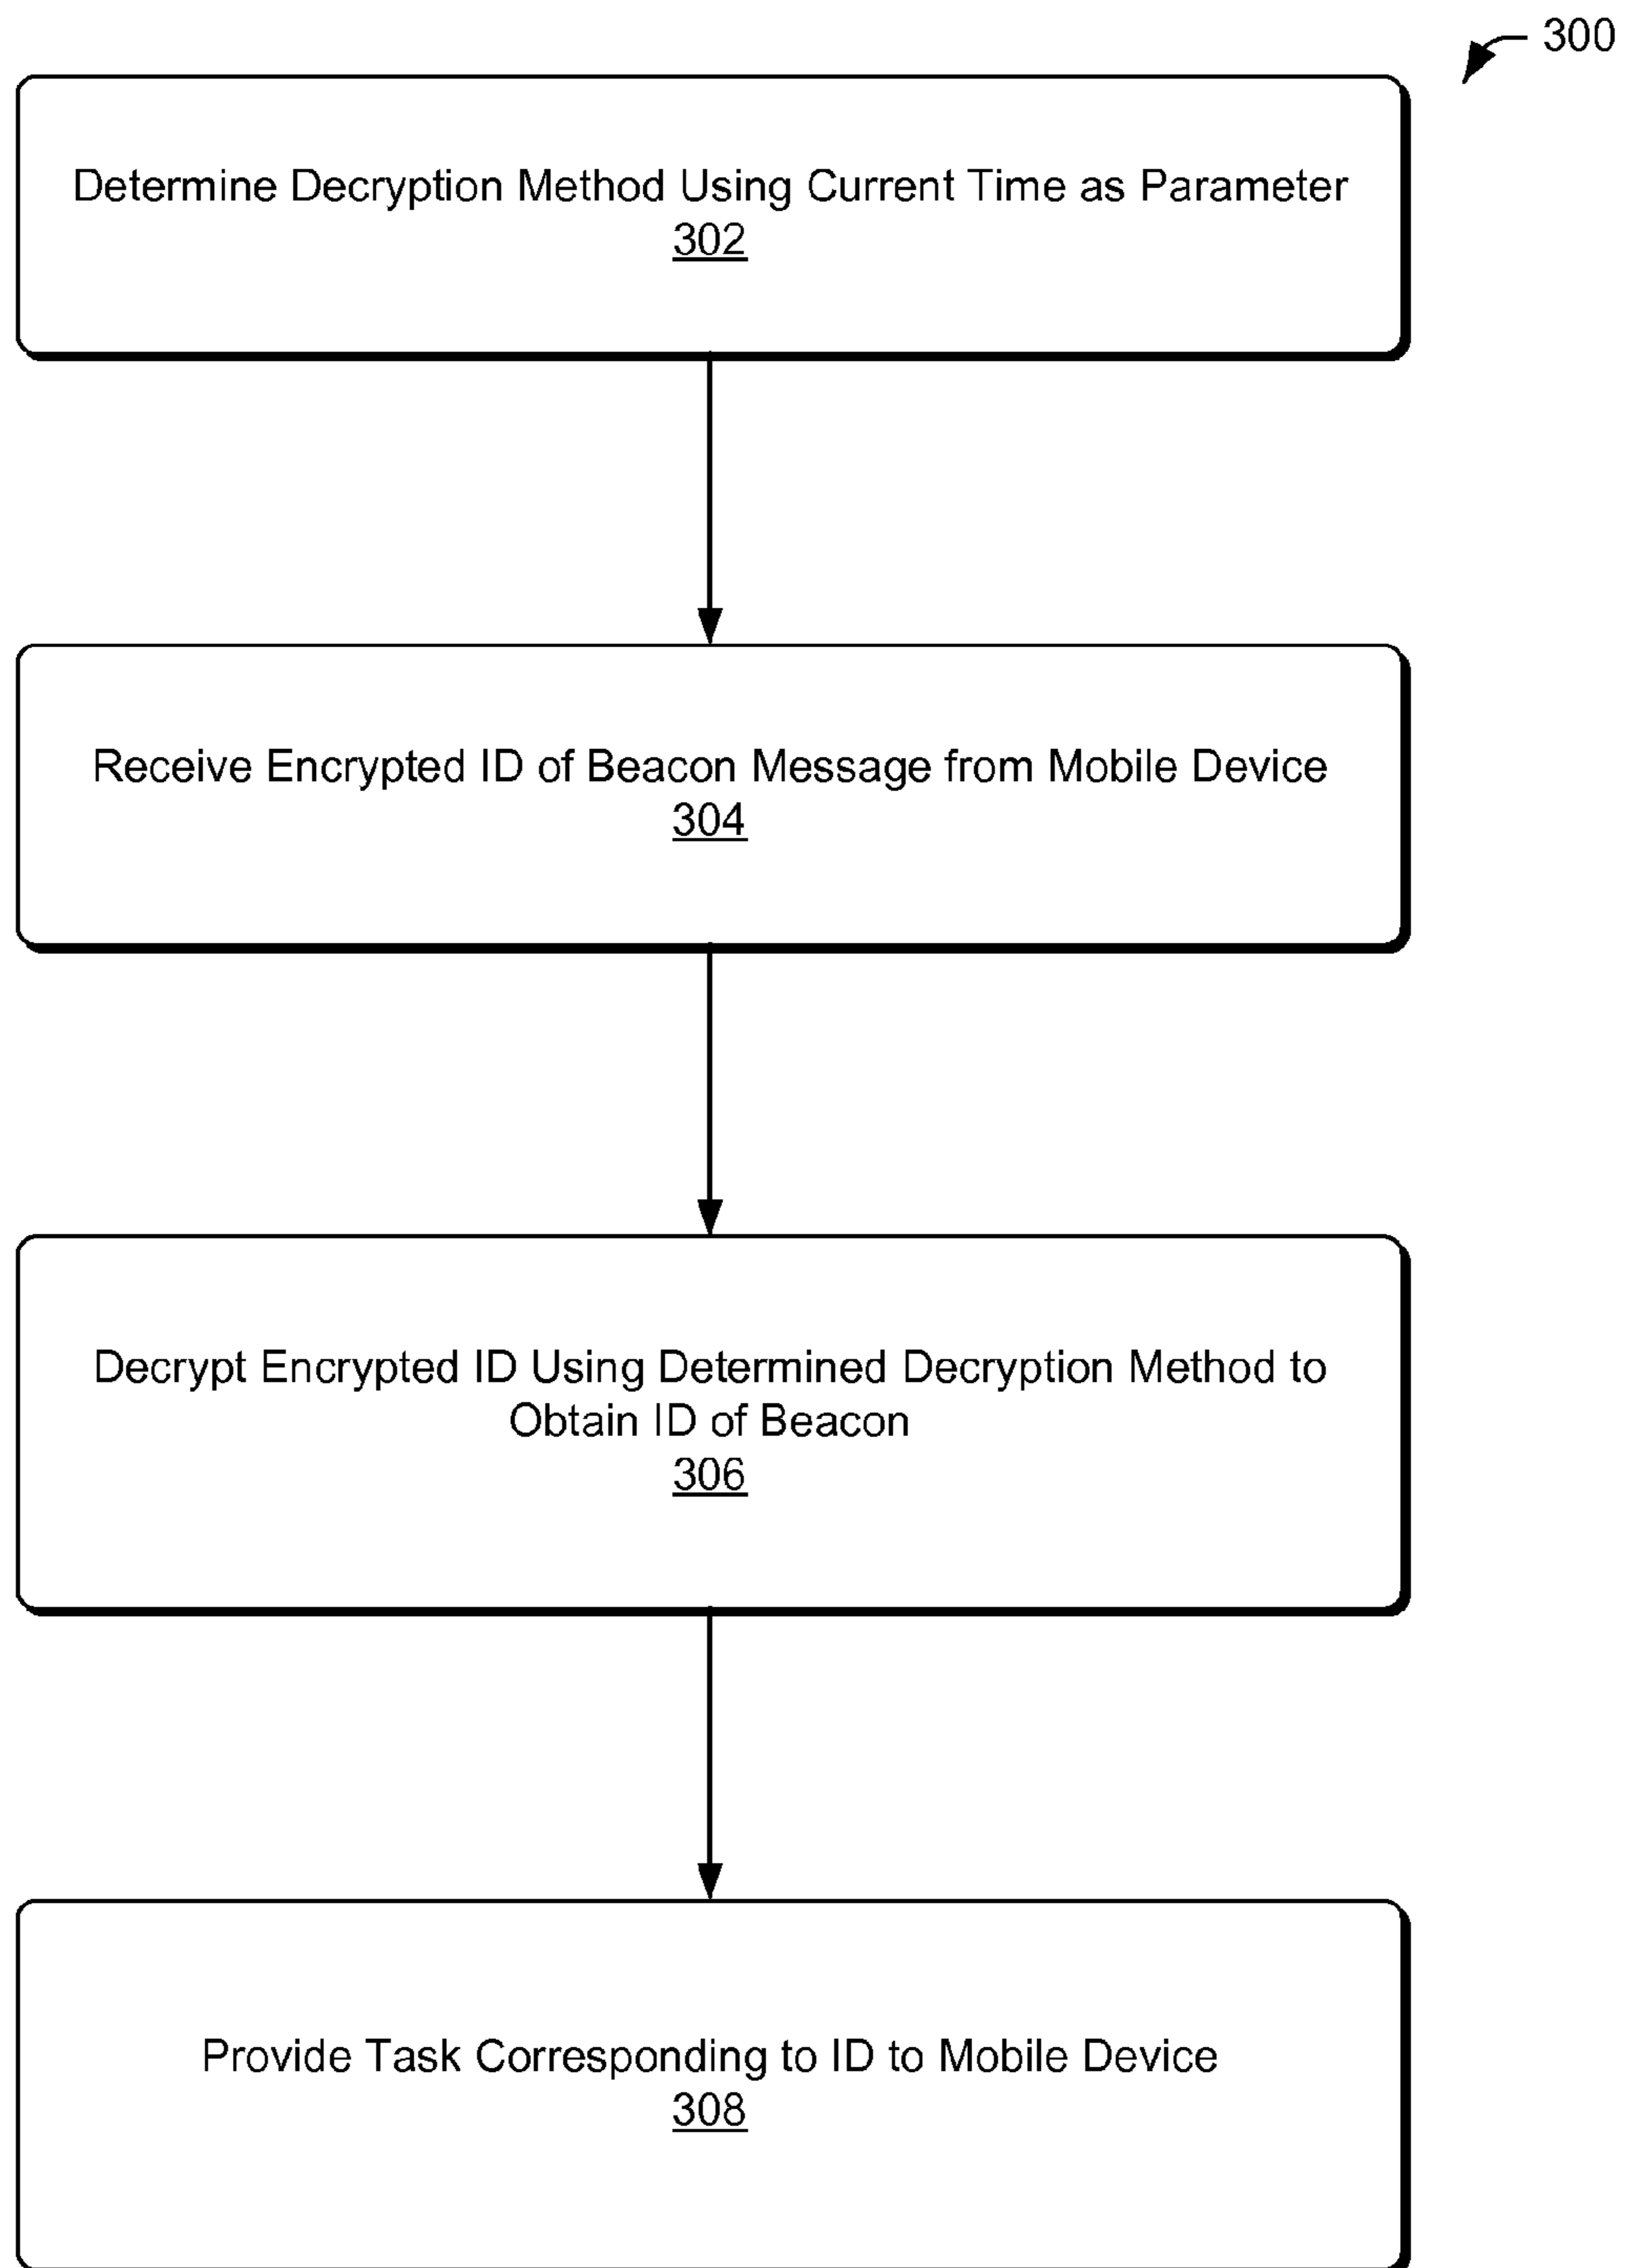 300
Determine Decryption Method Using Current Time as Parameter
302
Receive Encrypted ID of Beacon Message from Mobile Device
304
Decrypt Encrypted ID Using Determined Decryption Method to
Obtain ID of Beacon
306
Provide Task Corresponding to ID to Mobile Device
308